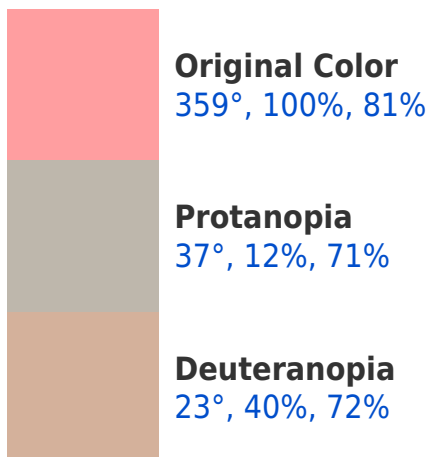 Original Color
359°, 100%, 81%
Protanopia
37°, 12%, 71%
Deuteranopia
23°, 40%, 72%